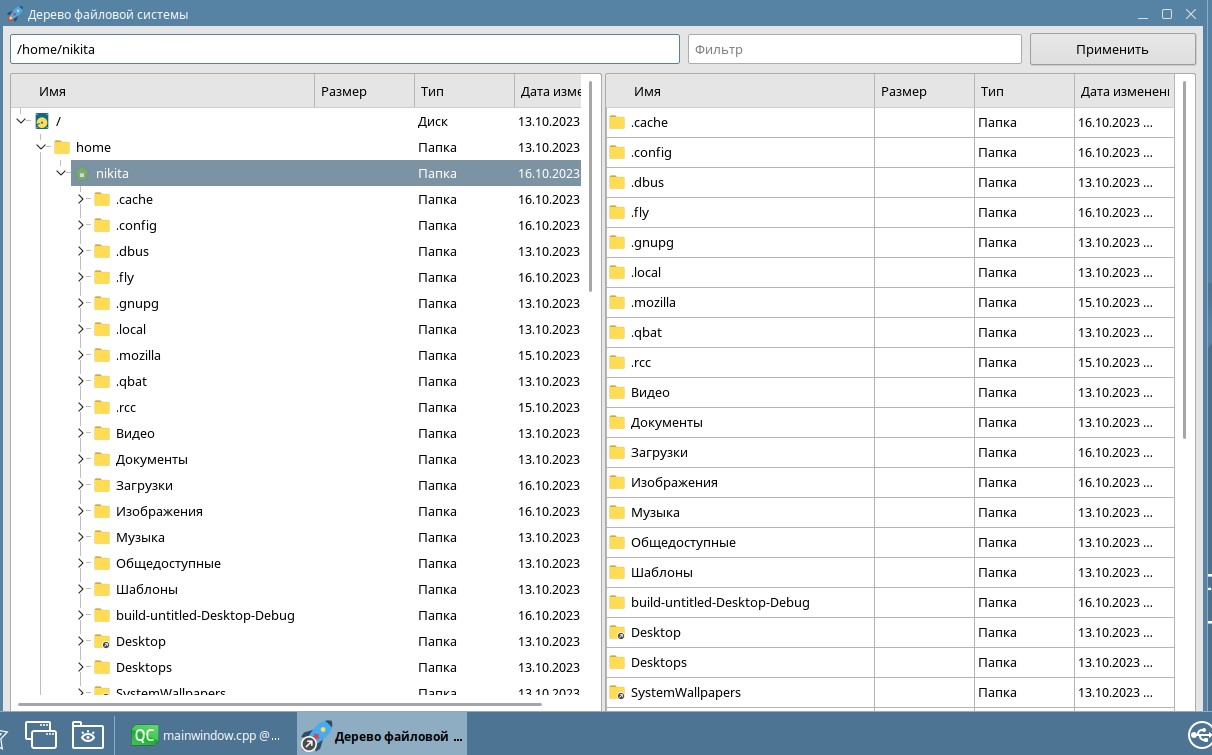 Дерево файловой системы
/home/nikita
Фильтр
Применить
Имя Размер Тип Дата изме
/ Диск 13.10.2023
home Папка 13.10.2023
nikita Папка 16.10.2023
.cache Папка 16.10.2023
.config Папка 16.10.2023
.dbus Папка 13.10.2023
.fly Папка 16.10.2023
.gnupg Папка 13.10.2023
.local Папка 13.10.2023
.mozilla Папка 15.10.2023
.qbat Папка 13.10.2023
.rcc Папка 15.10.2023
Видео Папка 13.10.2023
Документы Папка 13.10.2023
Загрузки Папка 16.10.2023
Изображения Папка 16.10.2023
Музыка Папка 13.10.2023
Общедоступные Папка 13.10.2023
Шаблоны Папка 13.10.2023
build-untitled-Desktop-Debug Папка 16.10.2023
Desktop Папка 13.10.2023
Desktops Папка 13.10.2023
SystemWallpapers Папка 13.10.2023
Имя Размер Тип Дата изменени
.cache Папка 16.10.2023 ...
.config Папка 16.10.2023 ...
.dbus Папка 13.10.2023 ...
.fly Папка 16.10.2023 ...
.gnupg Папка 13.10.2023 ...
.local Папка 13.10.2023 ...
.mozilla Папка 15.10.2023 ...
.qbat Папка 13.10.2023 ...
.rcc Папка 15.10.2023 ...
Видео Папка 13.10.2023 ...
Документы Папка 13.10.2023 ...
Загрузки Папка 16.10.2023 ...
Изображения Папка 16.10.2023 ...
Музыка Папка 13.10.2023 ...
Общедоступные Папка 13.10.2023 ...
Шаблоны Папка 13.10.2023 ...
build-untitled-Desktop-Debug Папка 16.10.2023 ...
Desktop Папка 13.10.2023 ...
Desktops Папка 13.10.2023 ...
SystemWallpapers Папка 13.10.2023 ...
QC mainwindow.cpp @...
Дерево файловой ...